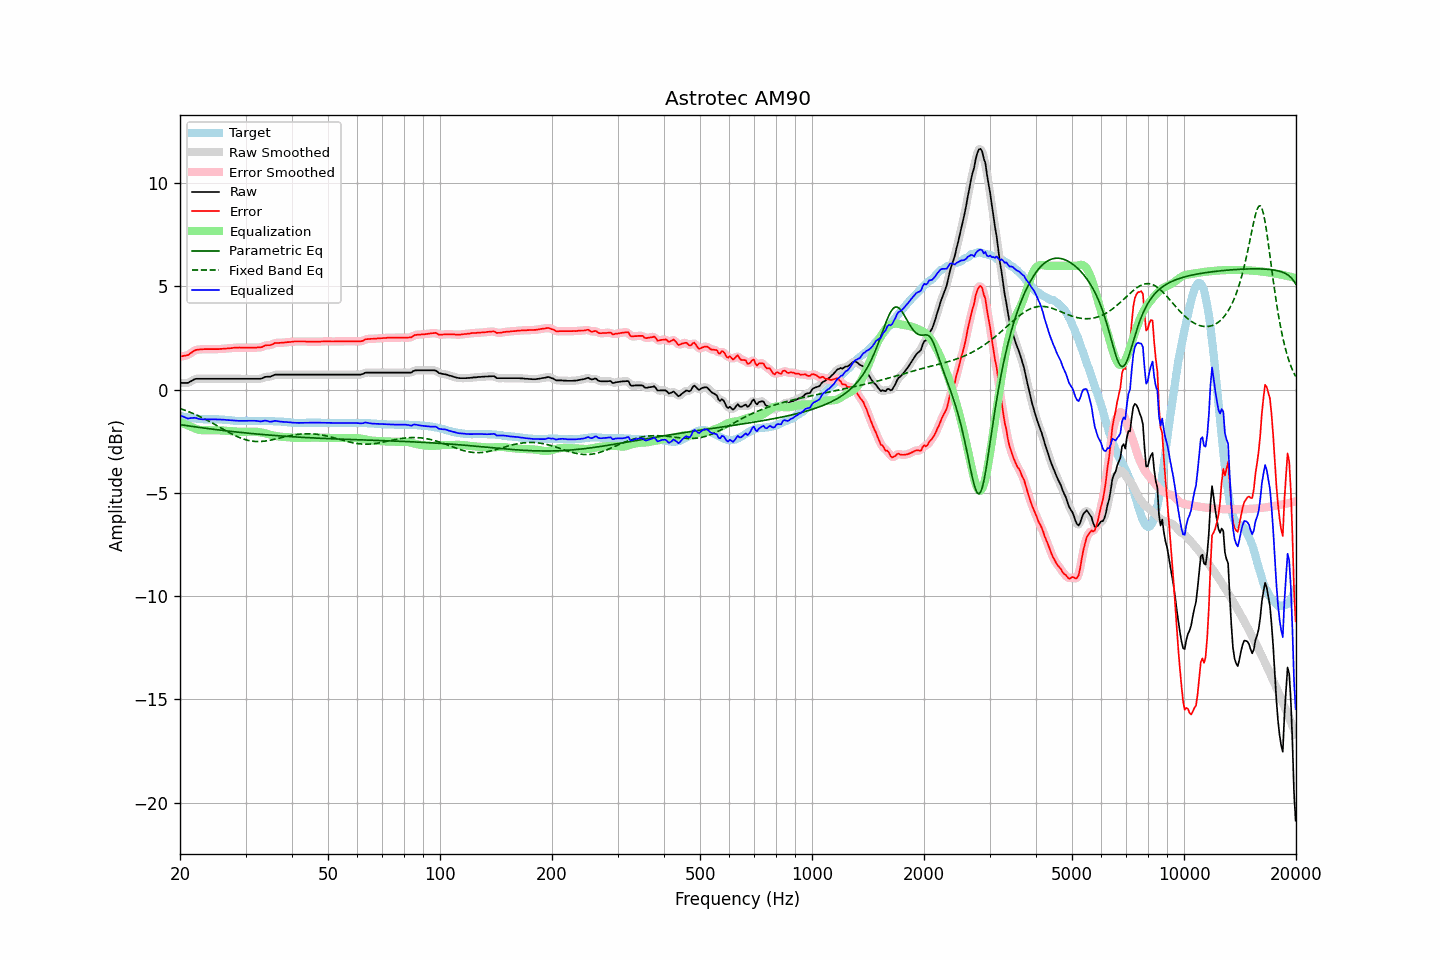 Astrotec AM90
Target
Raw Smoothed
Error Smoothed
Raw
Error
Equalization
Parametric Eq
Fixed Band Eq
Equalized
10
5
0
−5
−10
−15
−20
Amplitude (dBr)
20
50
100
200
500
1000
2000
5000
10000
20000
Frequency (Hz)